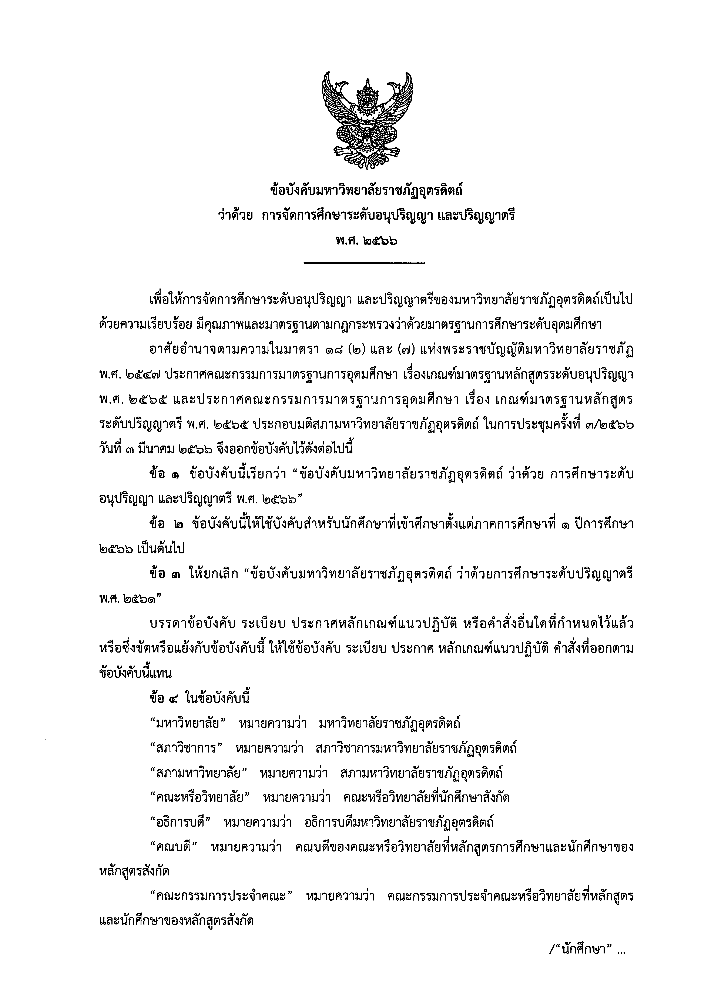 ข้อบังคับมหาวิทยาลัยราชภัฏอุตรดิตถ์
ว่าด้วย การจัดการศึกษาระดับอนุปริญญา และปริญญาตรี
พ.ศ. ๒๕๖๖
เพื่อให้การจัดการศึกษาระดับอนุปริญญา และปริญญาตรีของมหาวิทยาลัยราชภัฏอุตรดิตถ์เป็นไป
ด้วยความเรียบร้อย มีคุณภาพและมาตรฐานตามกฎกระทรวงว่าด้วยมาตรฐานการศึกษาระดับอุดมศึกษา
อาศัยอำนาจตามความในมาตรา ๑๘ (๒) และ (๗) แห่งพระราชบัญญัติมหาวิทยาลัยราชภัฏ
พ.ศ. ๒๕๔๗ ประกาศคณะกรรมการมาตรฐานการอุดมศึกษา เรื่องเกณฑ์มาตรฐานหลักสูตรระดับอนุปริญญา
พ.ศ. ๒๕๖๕ และประกาศคณะกรรมการมาตรฐานการอุดมศึกษา เรื่อง เกณฑ์มาตรฐานหลักสูตร
ระดับปริญญาตรี พ.ศ. ๒๕๖๕ ประกอบมติสภามหาวิทยาลัยราชภัฏอุตรดิตถ์ ในการประชุมครั้งที่ ๓/๒๕๖๖
วันที่ ๓ มีนาคม ๒๕๖๖ จึงออกข้อบังคับไว้ดังต่อไปนี้
ข้อ ๑ ข้อบังคับนี้เรียกว่า “ข้อบังคับมหาวิทยาลัยราชภัฏอุตรดิตถ์ ว่าด้วย การศึกษาระดับ
อนุปริญญา และปริญญาตรี พ.ศ. ๒๕๖๖”
ข้อ ๒ ข้อบังคับนี้ให้ใช้บังคับสำหรับนักศึกษาที่เข้าศึกษาตั้งแต่ภาคการศึกษาที่ ๑ ปีการศึกษา
๒๕๖๖ เป็นต้นไป
ข้อ ๓ ให้ยกเลิก “ข้อบังคับมหาวิทยาลัยราชภัฏอุตรดิตถ์ ว่าด้วยการศึกษาระดับปริญญาตรี
พ.ศ. ๒๕๖๑”
บรรดาข้อบังคับ ระเบียบ ประกาศหลักเกณฑ์แนวปฏิบัติ หรือคำสั่งอื่นใดที่กำหนดไว้แล้ว
หรือซึ่งขัดหรือแย้งกับข้อบังคับนี้ ให้ใช้ข้อบังคับ ระเบียบ ประกาศ หลักเกณฑ์แนวปฏิบัติ คำสั่งที่ออกตาม
ข้อบังคับนี้แทน
ข้อ ๔ ในข้อบังคับนี้
“มหาวิทยาลัย” หมายความว่า มหาวิทยาลัยราชภัฏอุตรดิตถ์
“สภาวิชาการ” หมายความว่า สภาวิชาการมหาวิทยาลัยราชภัฏอุตรดิตถ์
“สภามหาวิทยาลัย” หมายความว่า สภามหาวิทยาลัยราชภัฏอุตรดิตถ์
“คณะหรือวิทยาลัย” หมายความว่า คณะหรือวิทยาลัยที่นักศึกษาสังกัด
“อธิการบดี” หมายความว่า อธิการบดีมหาวิทยาลัยราชภัฏอุตรดิตถ์
“คณบดี” หมายความว่า คณบดีของคณะหรือวิทยาลัยที่หลักสูตรการศึกษาและนักศึกษาของ
หลักสูตรสังกัด
“คณะกรรมการประจำคณะ” หมายความว่า คณะกรรมการประจำคณะหรือวิทยาลัยที่หลักสูตร
และนักศึกษาของหลักสูตรสังกัด
/“นักศึกษา” ...